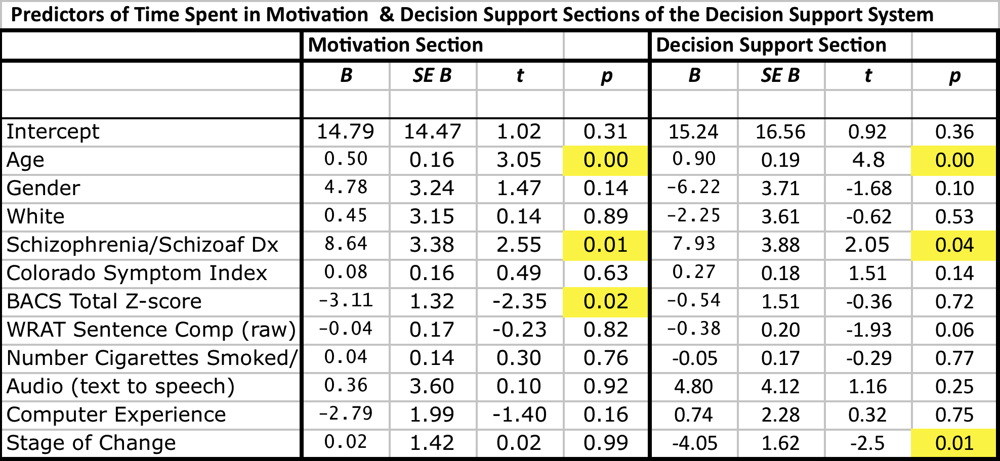 Predictors of Time Spent in Motivation & Decision Support Sections of the Decision Support System
Motivation Section Decision Support Section
B SE B t p B SE B t p
Intercept 14.79 14.47 1.02 0.31 15.24 16.56 0.92 0.36
Age 0.50 0.16 3.05 0.00 0.90 0.19 4.8 0.00
Gender 4.78 3.24 1.47 0.14 -6.22 3.71 -1.68 0.10
White 0.45 3.15 0.14 0.89 -2.25 3.61 -0.62 0.53
Schizophrenia/Schizoaf Dx 8.64 3.38 2.55 0.01 7.93 3.88 2.05 0.04
Colorado Symptom Index 0.08 0.16 0.49 0.63 0.27 0.18 1.51 0.14
BACS Total Z-score -3.11 1.32 -2.35 0.02 -0.54 1.51 -0.36 0.72
WRAT Sentence Comp (raw) -0.04 0.17 -0.23 0.82 -0.38 0.20 -1.93 0.06
Number Cigarettes Smoked/ 0.04 0.14 0.30 0.76 -0.05 0.17 -0.29 0.77
Audio (text to speech) 0.36 3.60 0.10 0.92 4.80 4.12 1.16 0.25
Computer Experience -2.79 1.99 -1.40 0.16 0.74 2.28 0.32 0.75
Stage of Change 0.02 1.42 0.02 0.99 -4.05 1.62 -2.5 0.01